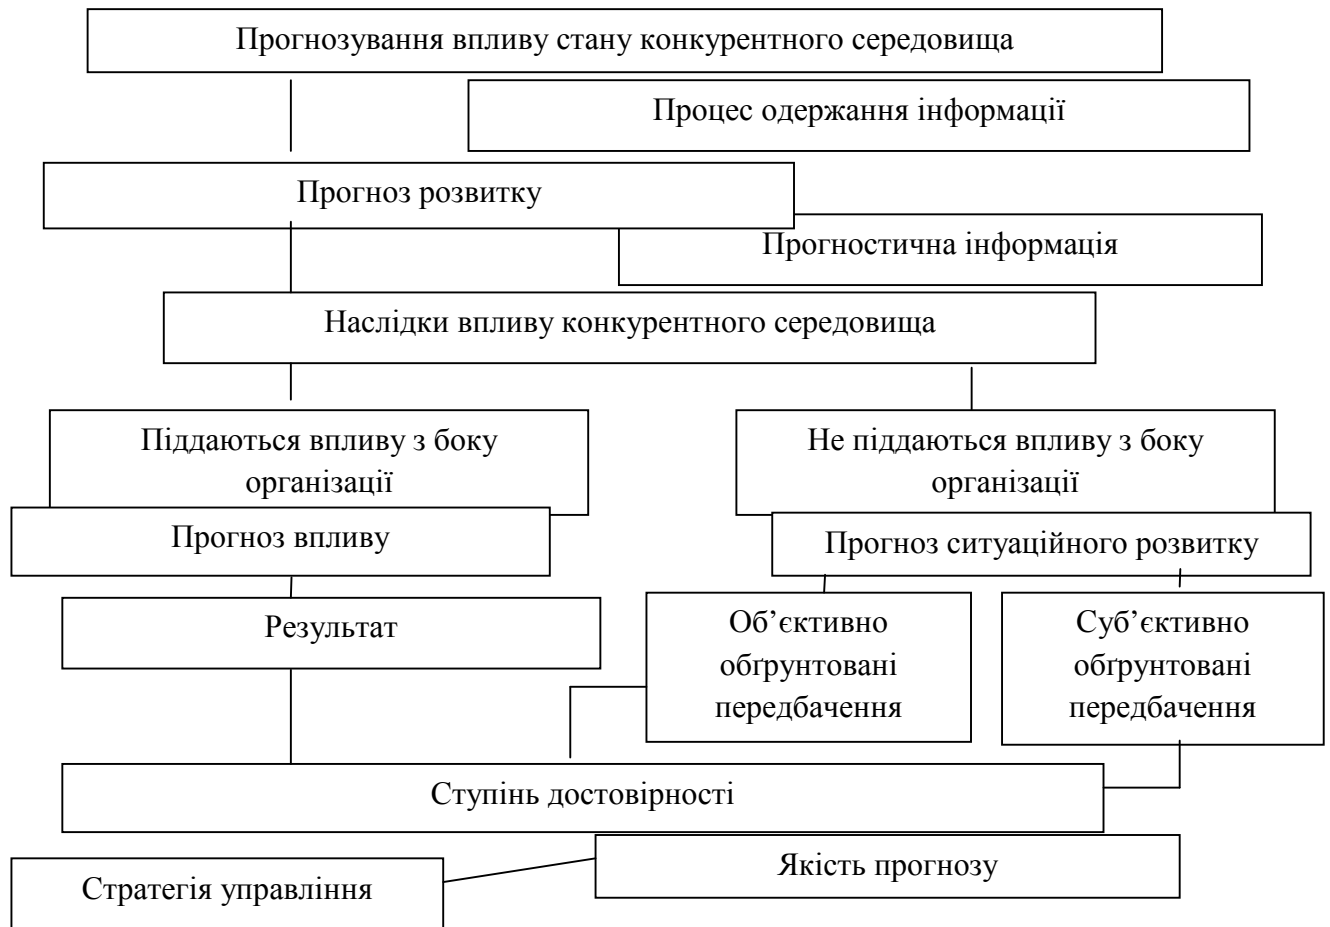 Прогнозування впливу стану конкурентного середовища
Процес одержання інформації
Прогноз розвитку
Прогностична інформація
Наслідки впливу конкурентного середовища
Піддаються впливу з боку
організації
Не піддаються впливу з боку
організації
Прогноз впливу
Прогноз ситуаційного розвитку
Результат
Об’єктивно
обґрунтовані
передбачення
Суб’єктивно
обґрунтовані
передбачення
Ступінь достовірності
Якість прогнозу
Стратегія управління